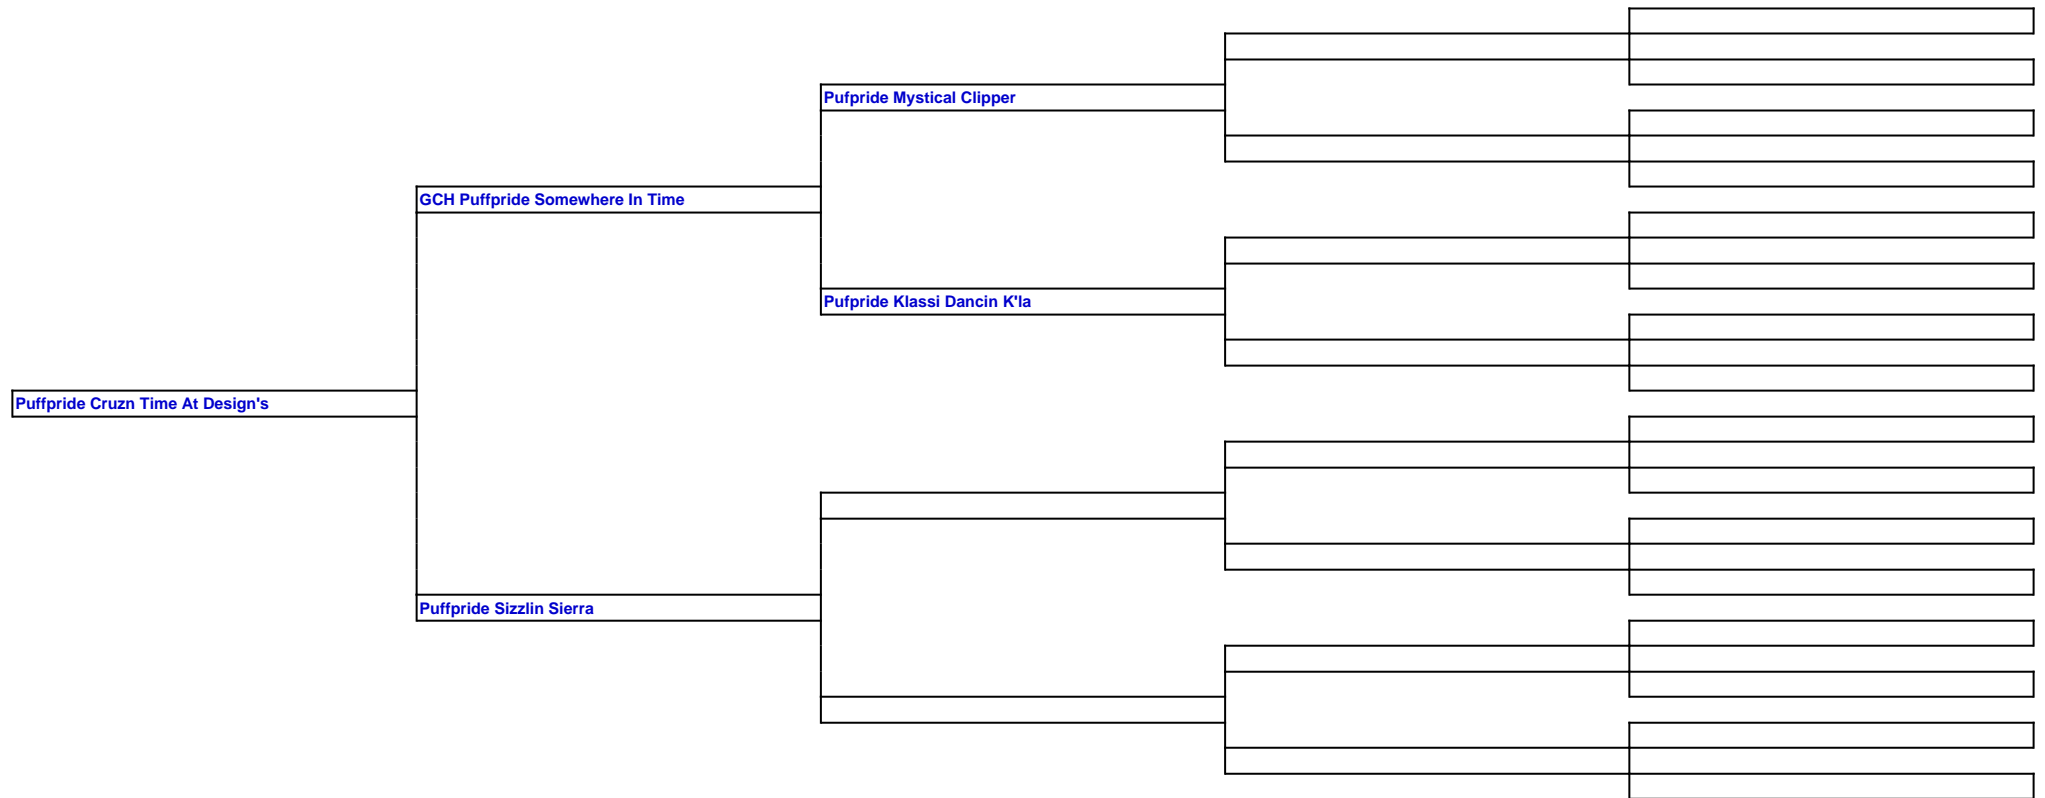 Pufpride Mystical Clipper
GCH Puffpride Somewhere In Time
Pufpride Klassi Dancin K'la
Puffpride Cruzn Time At Design's
Puffpride Sizzlin Sierra